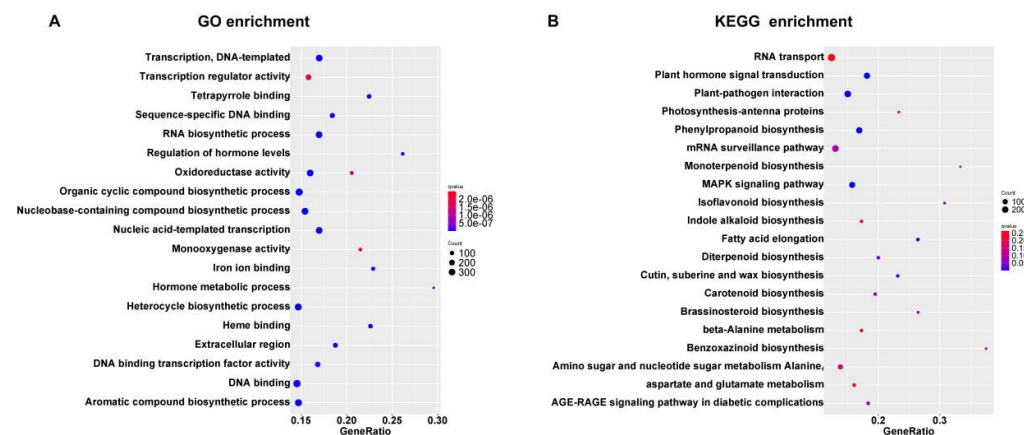 A
GO enrichment
Transcription, DNA-templated
Transcription regulator activity
Tetrapyrrole binding
Sequence-specific DNA binding
RNA biosynthetic process
Regulation of hormone levels
Oxidoreductase activity
Organic cyclic compound biosynthetic process
Nucleobase-containing compound biosynthetic process
Nucleic acid-templated transcription
Monooxygenase activity
Iron ion binding
Hormone metabolic process
Heterocycle biosynthetic process
Heme binding
Extracellular region
DNA binding transcription factor activity
DNA binding
Aromatic compound biosynthetic process
0.15 0.20 0.25 0.30
GeneRatio
qvalue
2.0e-06
1.5e-06
1.0e-06
5.0e-07
Count
100
200
300
B
KEGG enrichment
RNA transport
Plant hormone signal transduction
Plant-pathogen interaction
Photosynthesis-antenna proteins
Phenylpropanoid biosynthesis
mRNA surveillance pathway
Monoterpenoid biosynthesis
MAPK signaling pathway
Isoflavonoid biosynthesis
Indole alkaloid biosynthesis
Fatty acid elongation
Diterpenoid biosynthesis
Cutin, suberine and wax biosynthesis
Carotenoid biosynthesis
Brassinosteroid biosynthesis
beta-Alanine metabolism
Benzoxazinoid biosynthesis
Amino sugar and nucleotide sugar metabolism Alanine,
aspartate and glutamate metabolism
AGE-RAGE signaling pathway in diabetic complications
0.2 0.3
GeneRatio
Count
100
200
qvalue